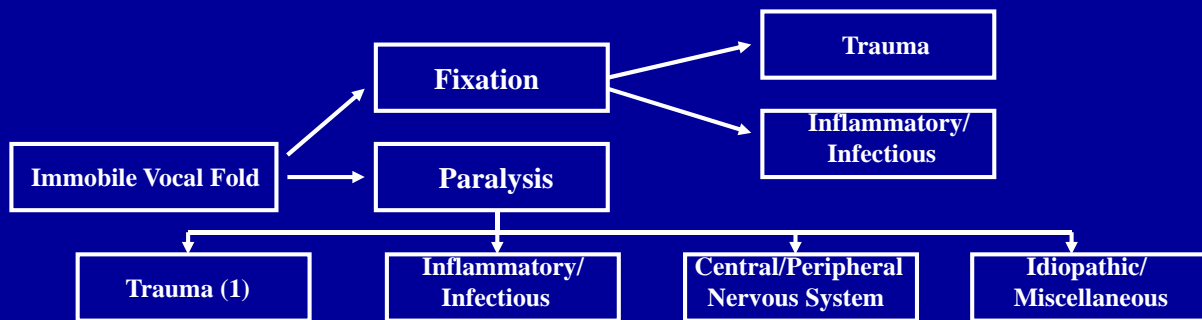 Trauma
Fixation
Inflammatory/
Infectious
Immobile Vocal Fold
Paralysis
Trauma (1)
Inflammatory/
Infectious
Central/Peripheral
Nervous System
Idiopathic/
Miscellaneous